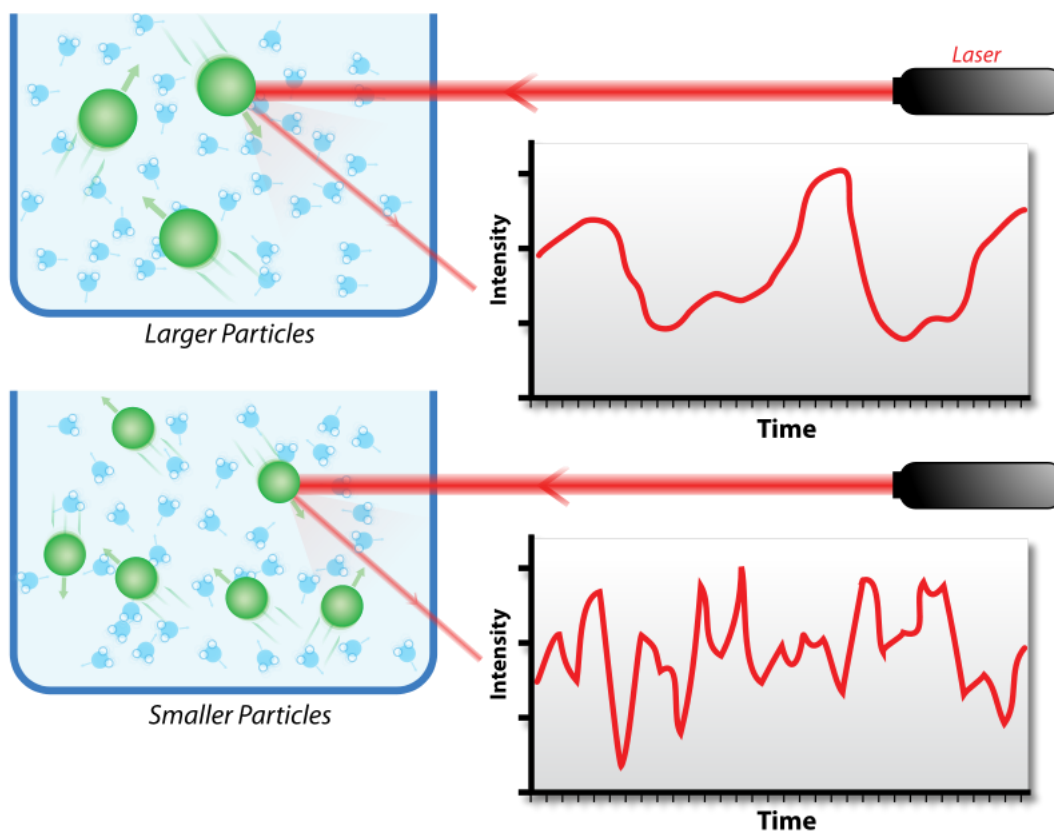 Laser
Intensity
Time
Larger Particles
Intensity
Time
Smaller Particles